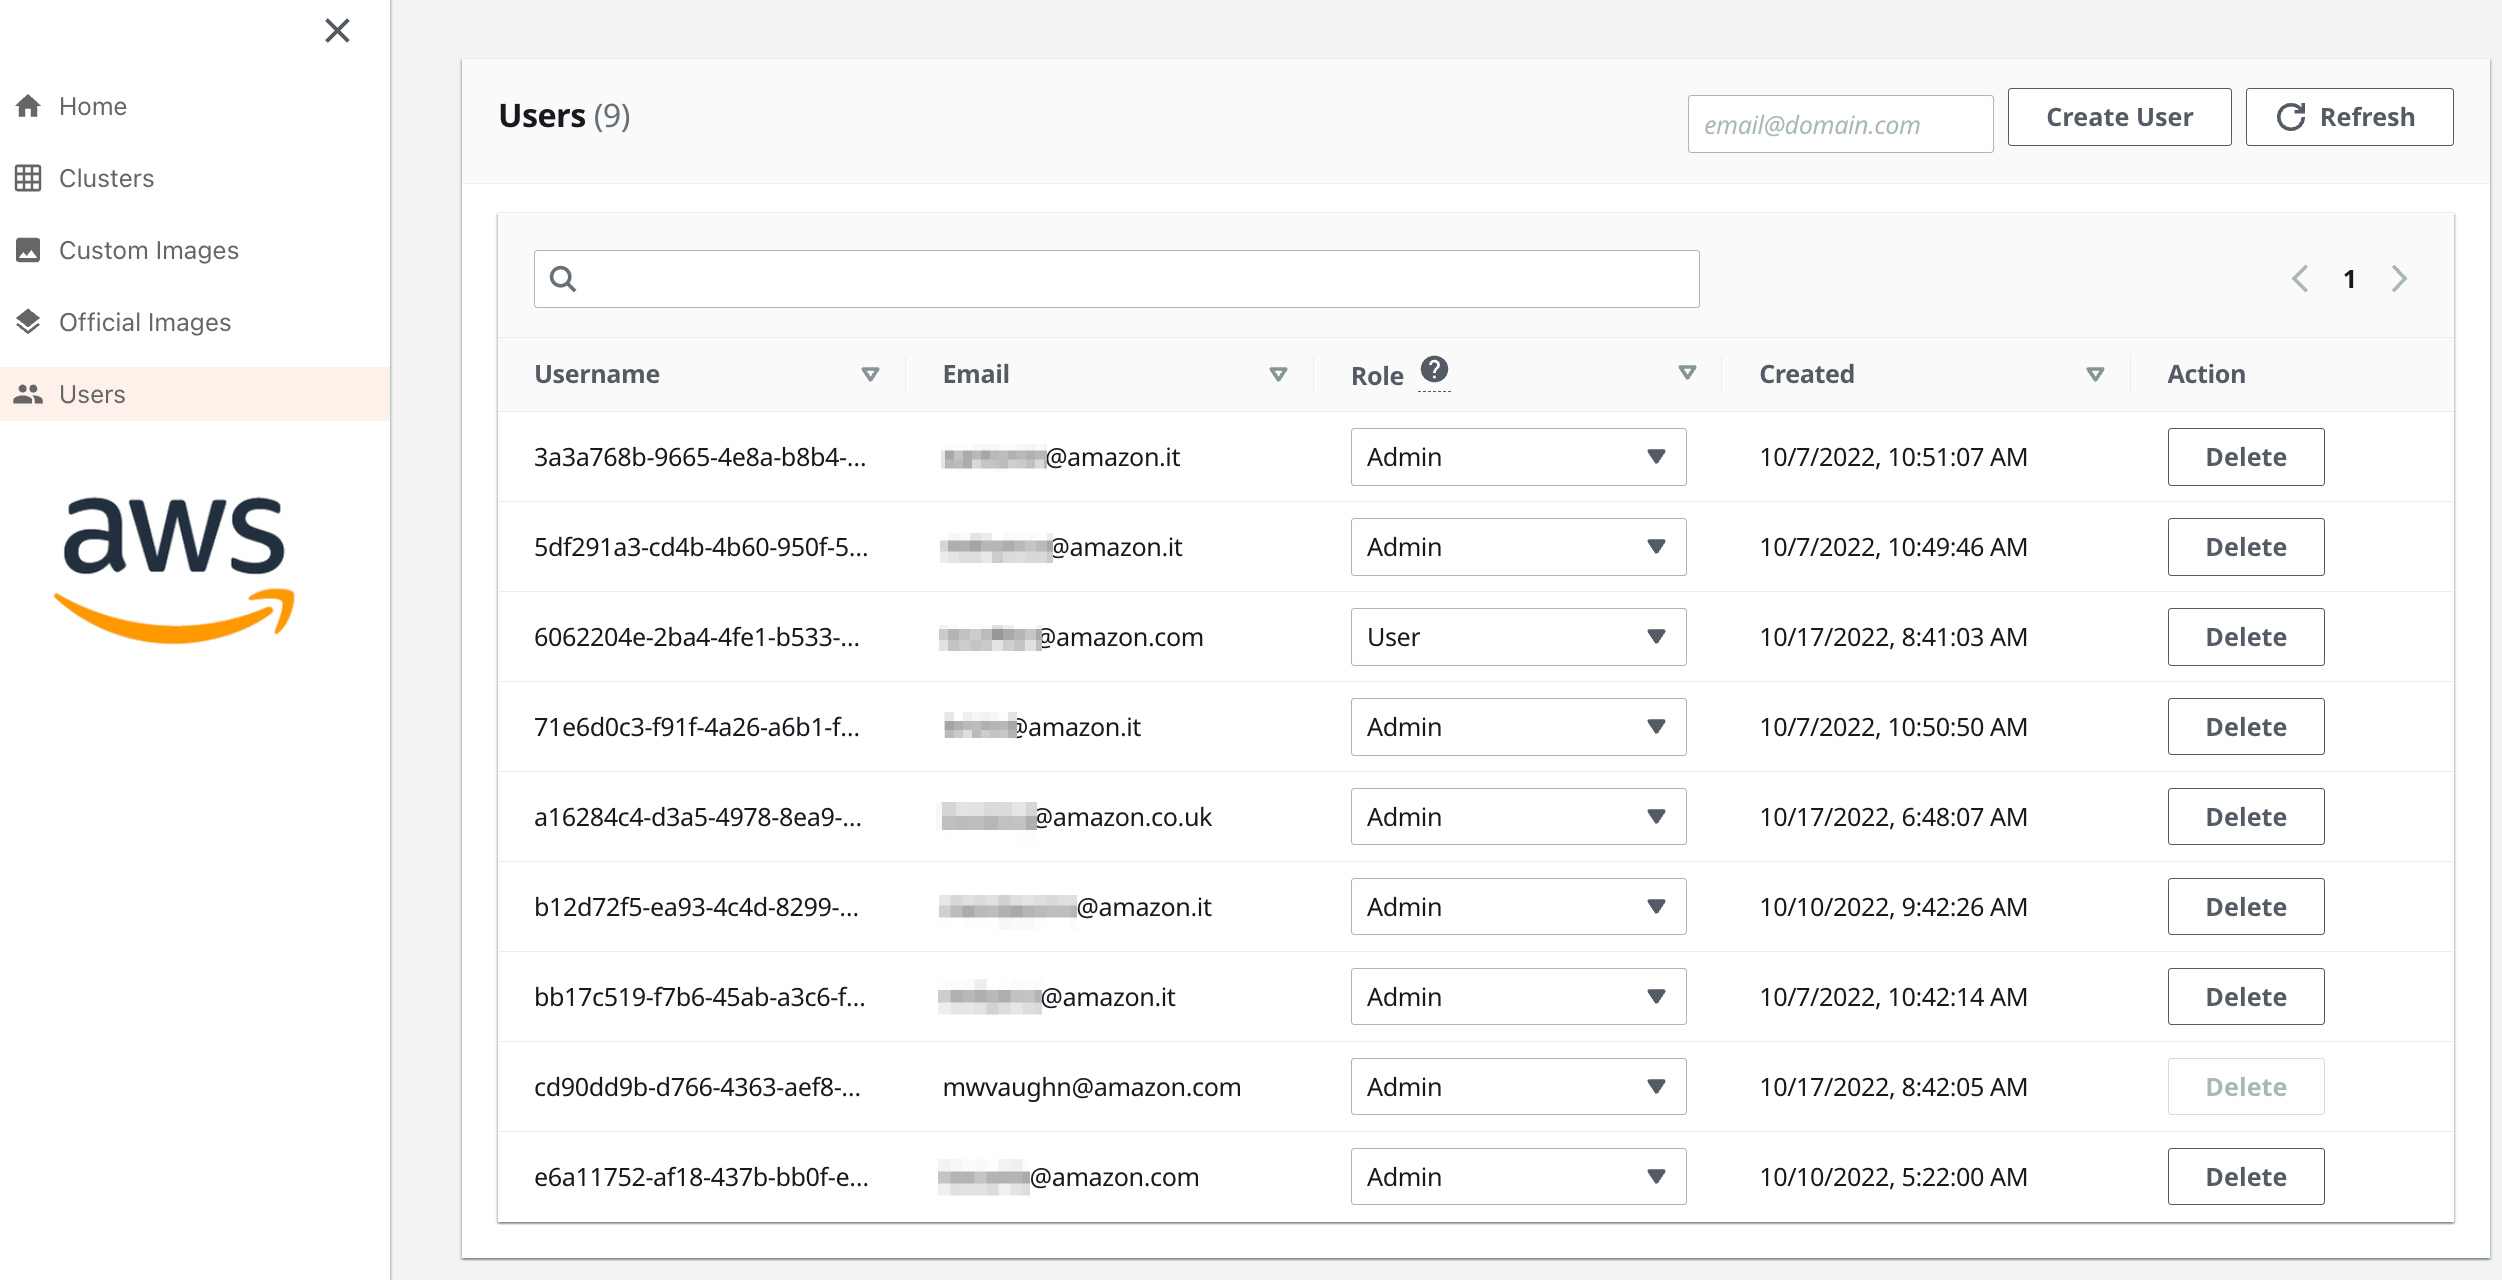 Home
Clusters
Custom Images
Official Images
Users
aws
Users (9)
email@domain.com
Create User
Refresh
1
Username Email Role ? Created Action
3a3a768b-9665-4e8a-b8b4-... @amazon.it Admin 10/7/2022, 10:51:07 AM Delete
5df291a3-cd4b-4b60-950f-5... @amazon.it Admin 10/7/2022, 10:49:46 AM Delete
6062204e-2ba4-4fe1-b533-... @amazon.com User 10/17/2022, 8:41:03 AM Delete
71e6d0c3-f91f-4a26-a6b1-f... @amazon.it Admin 10/7/2022, 10:50:50 AM Delete
a16284c4-d3a5-4978-8ea9-... @amazon.co.uk Admin 10/17/2022, 6:48:07 AM Delete
b12d72f5-ea93-4c4d-8299-... @amazon.it Admin 10/10/2022, 9:42:26 AM Delete
bb17c519-f7b6-45ab-a3c6-f... @amazon.it Admin 10/7/2022, 10:42:14 AM Delete
cd90dd9b-d766-4363-aef8-... mwvaughn@amazon.com Admin 10/17/2022, 8:42:05 AM Delete
e6a11752-af18-437b-bb0f-e... @amazon.com Admin 10/10/2022, 5:22:00 AM Delete